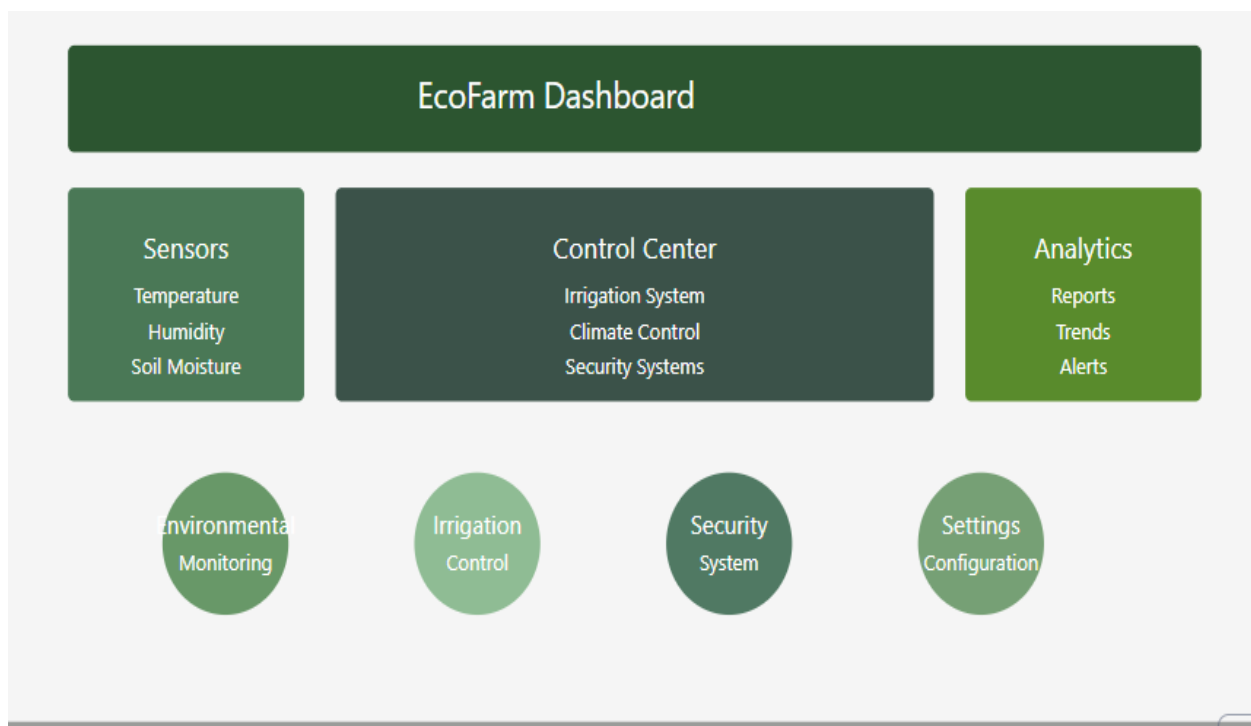 EcoFarm Dashboard
Sensors
Temperature
Humidity
Soil Moisture
Control Center
Irrigation System
Climate Control
Security Systems
Analytics
Reports
Trends
Alerts
Environmental
Monitoring
Irrigation
Control
Security
System
Settings
Configuration